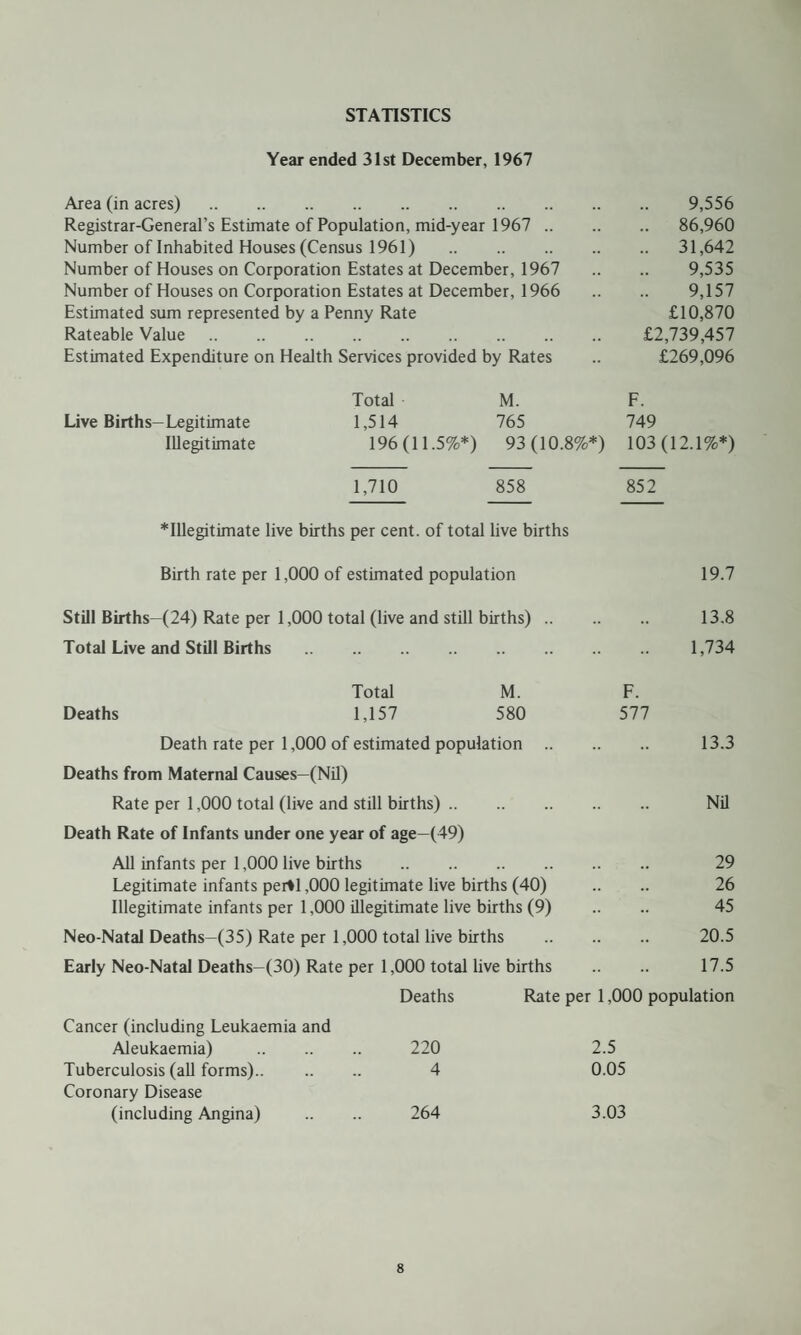 STATISTICS
Year ended 31st December, 1967
Area (in acres) .. .. .. .. .. .. .. .. .. .. 9,556
Registrar-General's Estimate of Population, mid-year 1967 .. .. .. 86,960
Number of Inhabited Houses (Census 1961) .. .. .. .. .. 31,642
Number of Houses on Corporation Estates at December, 1967 .. .. 9,535
Number of Houses on Corporation Estates at December, 1966 .. .. 9,157
Estimated sum represented by a Penny Rate £10,870
Rateable Value .. .. .. .. .. .. .. .. .. £2,739,457
Estimated Expenditure on Health Services provided by Rates .. £269,096
Total M. F.
Live Births—Legitimate 1,514 765 749
Illegitimate 196 (11.5%*) 93 (10.8%*) 103 (12.1%*)
1,710 858 852
*Illegitimate live births per cent. of total live births
Birth rate per 1,000 of estimated population 19.7
Still Births—(24) Rate per 1,000 total (live and still births) .. .. .. 13.8
Total Live and Still Births .. .. .. .. .. .. .. .. 1,734
Total M. F.
Deaths 1,157 580 577
Death rate per 1,000 of estimated population .. .. .. 13.3
Deaths from Maternal Causes—(Nil)
Rate per 1,000 total (live and still births) .. .. .. .. .. Nil
Death Rate of Infants under one year of age—(49)
All infants per 1,000 live births .. .. .. .. .. .. 29
Legitimate infants per 1,000 legitimate live births (40) .. .. 26
Illegitimate infants per 1,000 illegitimate live births (9) .. .. 45
Neo-Natal Deaths—(35) Rate per 1,000 total live births .. .. .. 20.5
Early Neo-Natal Deaths—(30) Rate per 1,000 total live births .. .. 17.5
Deaths Rate per 1,000 population
Cancer (including Leukaemia and
Aleukaemia) .. .. .. 220 2.5
Tuberculosis (all forms).. .. .. 4 0.05
Coronary Disease
(including Angina) .. .. 264 3.03
8